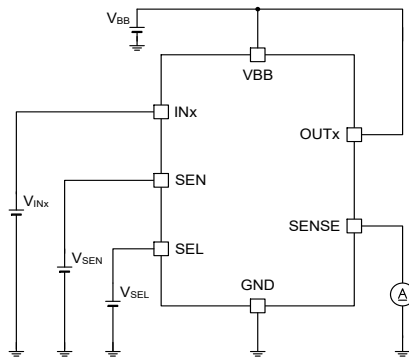 VBB
VBB
INx
OUTx
SEN
VINx
SENSE
SEL
VSEN
GND
VSEL
A